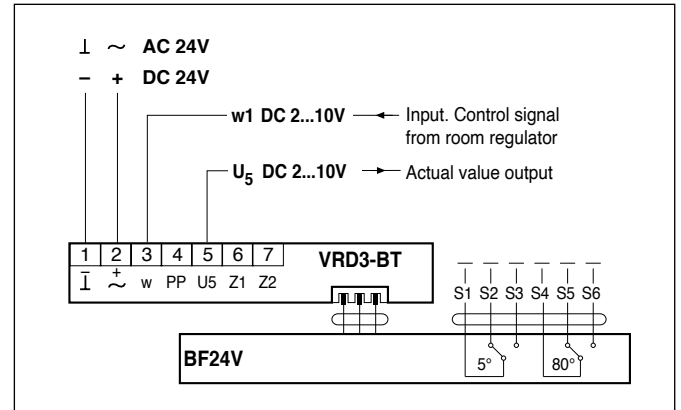 ⊥ ~ AC 24V
– + DC 24V
w1 DC 2...10V Input. Control signal
from room regulator
U5 DC 2...10V Actual value output
1 2 3 4 5 6 7 VRD3-BT
⊥ – ~ + w PP U5 Z1 Z2
S1 S2 S3 S4 S5 S6
BF24V 5° 80°